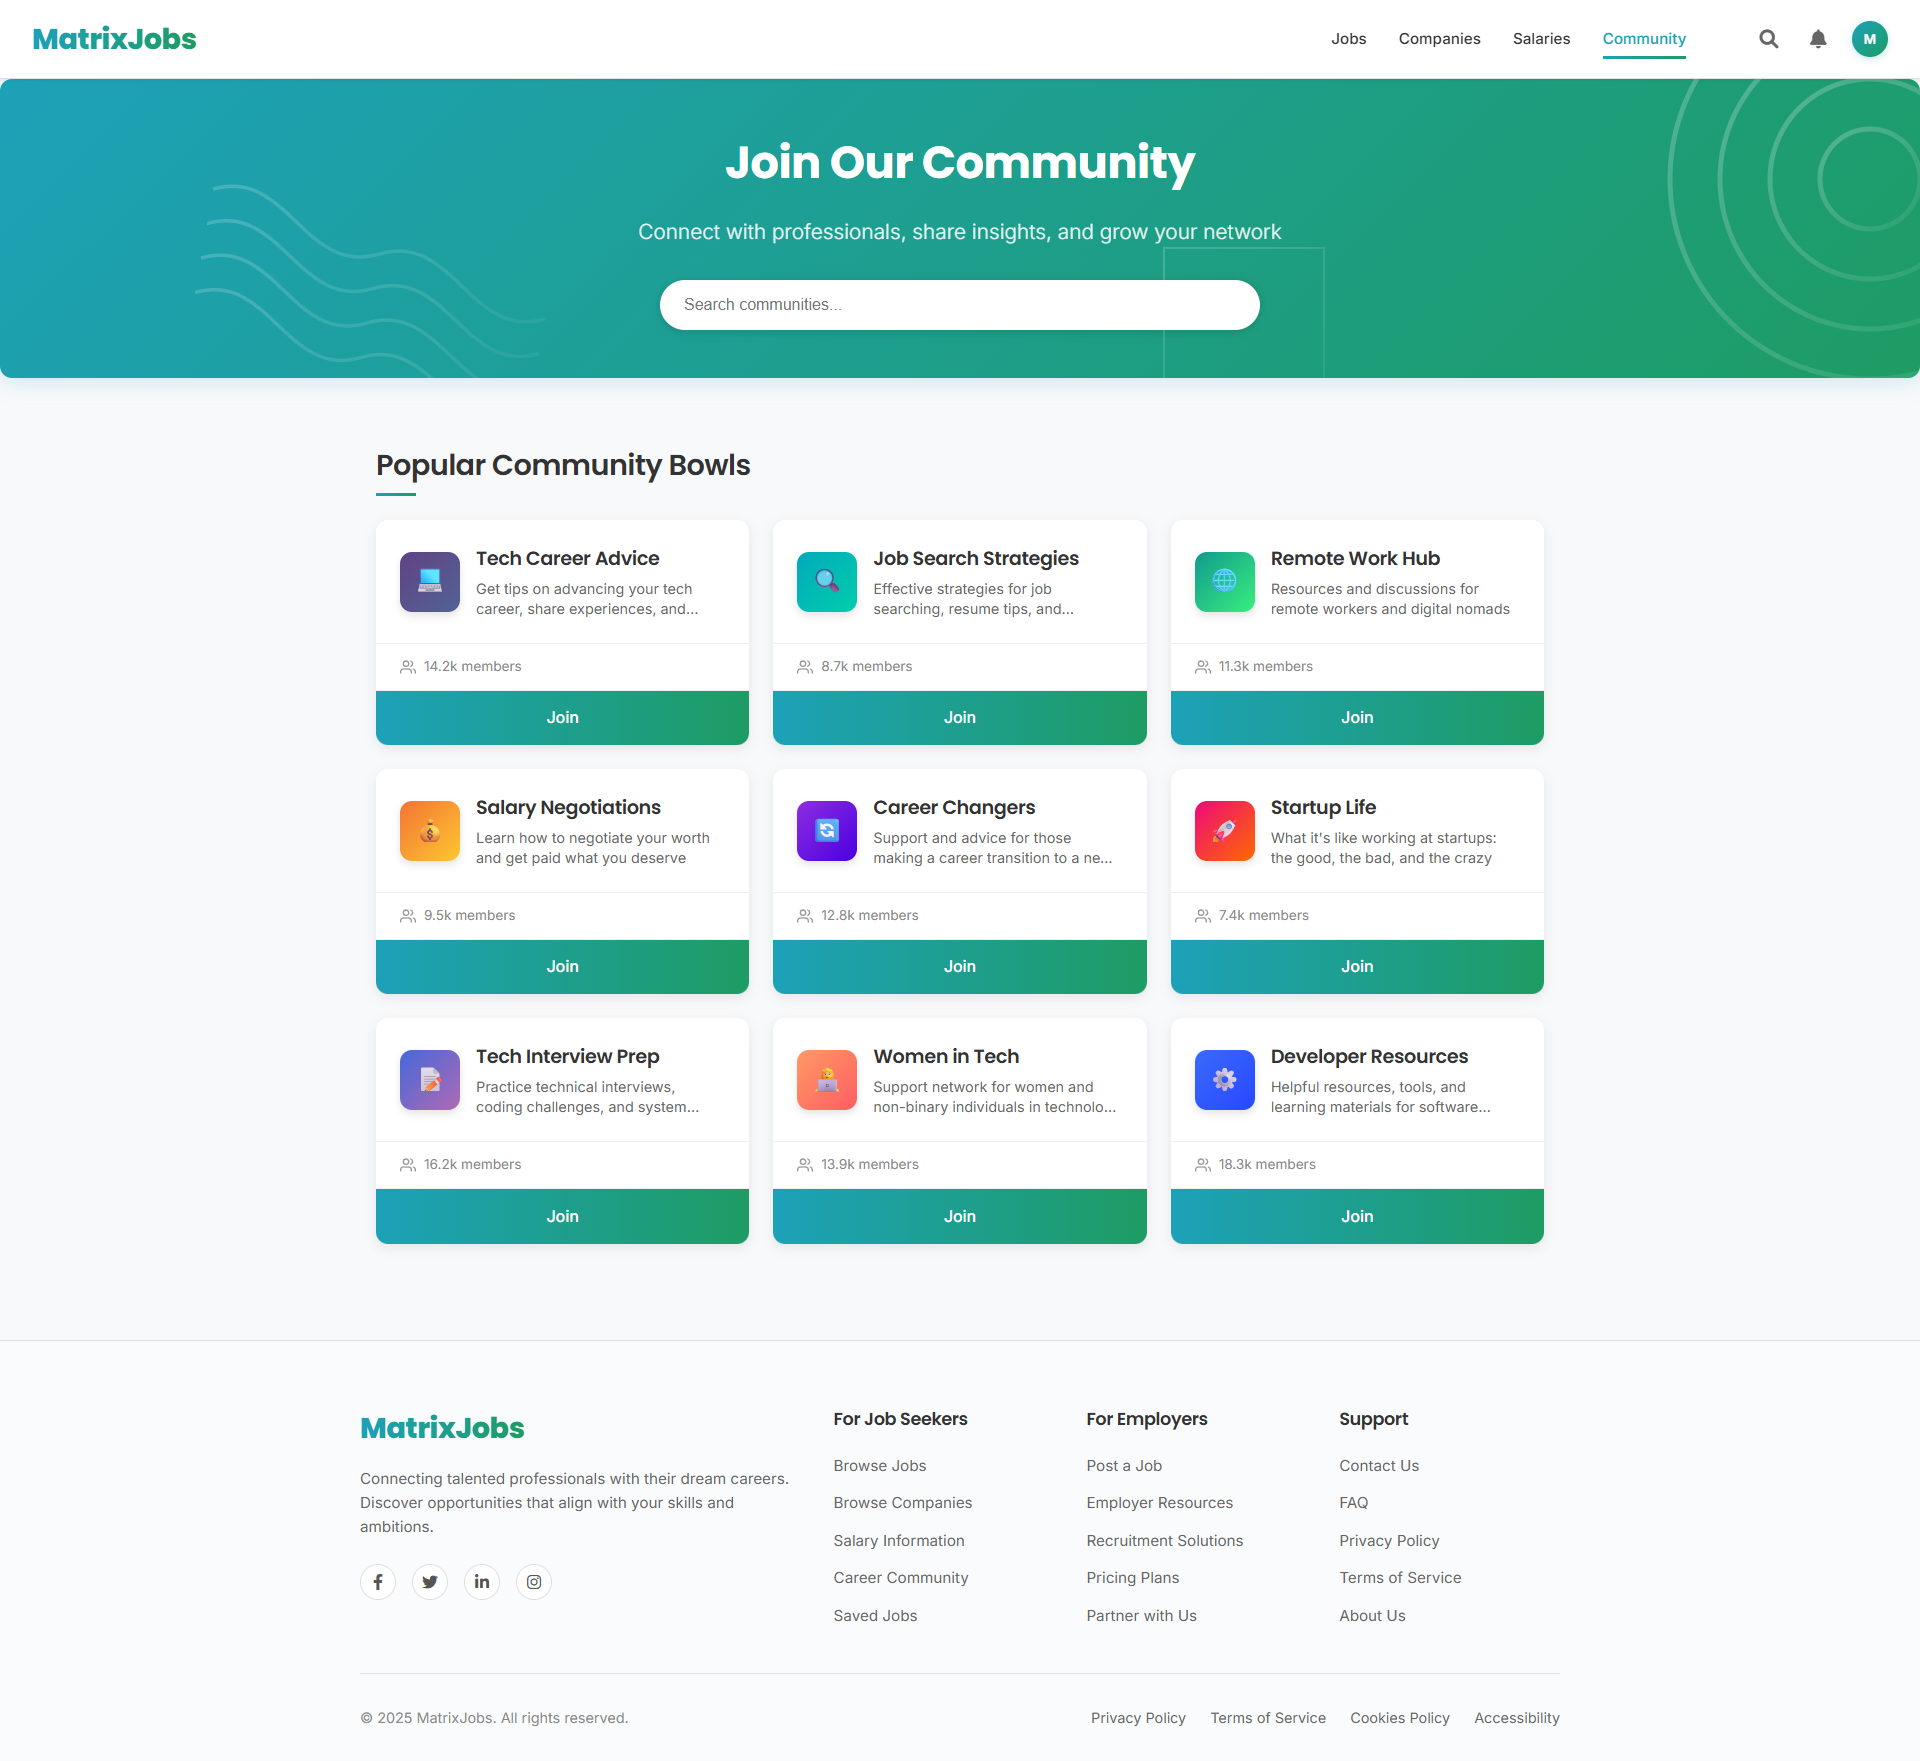 MatrixJobs
Jobs
Companies
Salaries
Community
M
Join Our Community
Connect with professionals, share insights, and grow your network
Search communities...
Popular Community Bowls
Tech Career Advice
Get tips on advancing your tech
career, share experiences, and...
14.2k members
Join
Job Search Strategies
Effective strategies for job
searching, resume tips, and...
8.7k members
Join
Remote Work Hub
Resources and discussions for
remote workers and digital nomads
11.3k members
Join
Salary Negotiations
Learn how to negotiate your worth
and get paid what you deserve
9.5k members
Join
Career Changers
Support and advice for those
making a career transition to a ne...
12.8k members
Join
Startup Life
What it's like working at startups:
the good, the bad, and the crazy
7.4k members
Join
Tech Interview Prep
Practice technical interviews,
coding challenges, and system...
16.2k members
Join
Women in Tech
Support network for women and
non-binary individuals in technolo...
13.9k members
Join
Developer Resources
Helpful resources, tools, and
learning materials for software...
18.3k members
Join
MatrixJobs
Connecting talented professionals with their dream careers.
Discover opportunities that align with your skills and
ambitions.
For Job Seekers
Browse Jobs
Browse Companies
Salary Information
Career Community
Saved Jobs
For Employers
Post a Job
Employer Resources
Recruitment Solutions
Pricing Plans
Partner with Us
Support
Contact Us
FAQ
Privacy Policy
Terms of Service
About Us
© 2025 MatrixJobs. All rights reserved.
Privacy Policy
Terms of Service
Cookies Policy
Accessibility